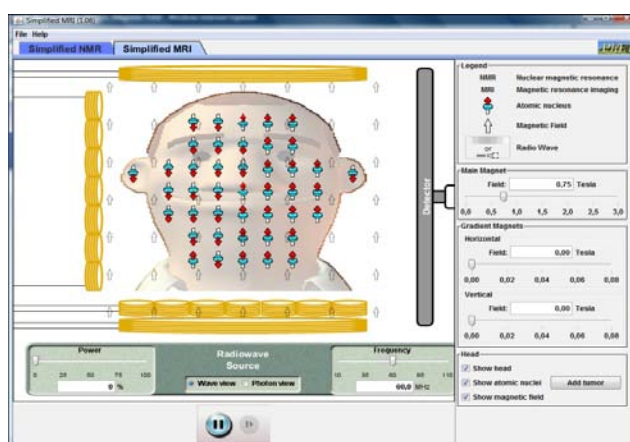 Simplified MRI (1.08)
File Help
Simplified NMR
Simplified MRI
Legend
NMR Nuclear magnetic resonance
MRI Magnetic resonance imaging
Atomic nucleus
Magnetic Field
or
Radio Wave
Detector
Main Magnet
Field: 0,75 Tesla
0,0 0,5 1,0 1,5 2,0 2,5 3,0
Gradient Magnets
Horizontal
Field: 0,00 Tesla
0,00 0,02 0,04 0,06 0,08
Vertical
Field: 0,00 Tesla
0,00 0,02 0,04 0,06 0,08
Head
Show head
Show atomic nuclei
Add tumor
Show magnetic field
Power
0 25 50 75 100
0 %
Radiowave
Source
Wave view Photon view
Frequency
MHz